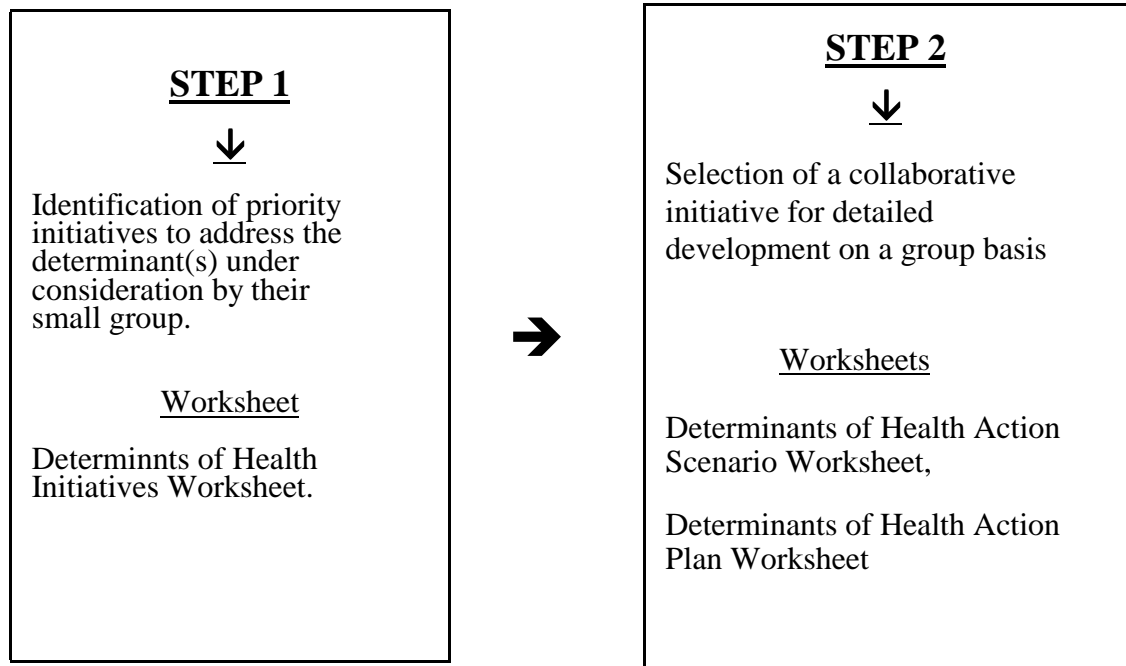 STEP 1
↓
Identification of priority
initiatives to address the
determinant(s) under
consideration by their
small group.
Worksheet
Determinnts of Health
Initiatives Worksheet.
➔
STEP 2
↓
Selection of a collaborative
initiative for detailed
development on a group basis
Worksheets
Determinants of Health Action
Scenario Worksheet,
Determinants of Health Action
Plan Worksheet